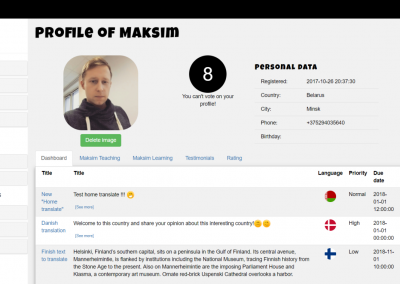 Profile of Maksim
8
You can't vote on your
profile!
Delete image
Personal Data
Registered: 2017-10-26 20:37:30
Country: Belarus
City: Minsk
Phone: +375294035640
Birthday:
Dashboard Maksim Teaching Maksim Learning Testimonials Rating
Title Title Language Priority Due
date
New Test home translate !!! Normal 2018-
"Home 01-01
translate" [See more] 12:00:00
Danish Welcome to this country and share your opinion about this interesting country! High 2018-
translation 01-01
[See more] 00:00:00
Finish text Helsinki, Finland's southern capital, sits on a peninsula in the Gulf of Finland. Its central avenue, Low 2018-11-
to translate Mannerheimintie, is flanked by institutions including the National Museum, tracing Finnish history from 01
the Stone Age to the present. Also on Mannerheimintie are the imposing Parliament House and 10:00:00
Kiasma, a contemporary art museum. Ornate red-brick Uspenski Cathedral overlooks a harbor.